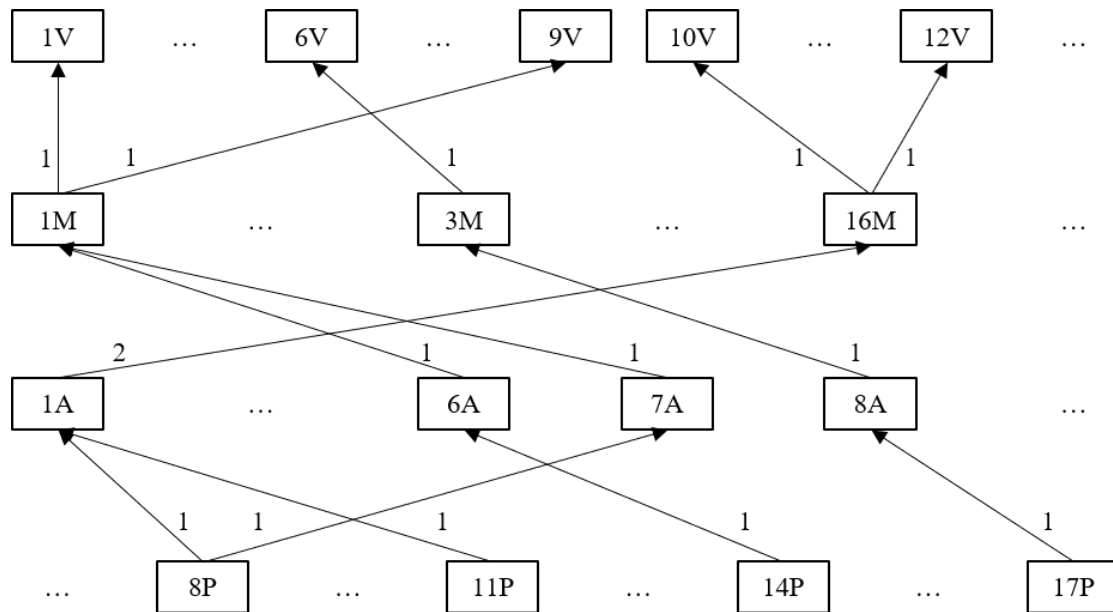 1V … 6V … 9V 10V … 12V …
1 1 1 1 1
1M … 3M … 16M …
2 1 1 1
1A … 6A 7A 8A …
1 1 1 1 1
… 8P … 11P … 14P … 17P